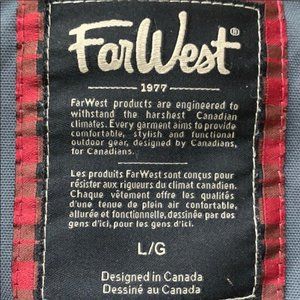 FarWest®
1977
FarWest products are engineered to
withstand the harshest Canadian
climates. Every garment aims to provide
comfortable, stylish and functional
outdoor gear, designed by Canadians,
for Canadians.
Les produits FarWest sont conçus pour
résister aux rigueurs du climat canadien.
Chaque vêtement offre les qualités
d'une tenue de plein air confortable,
allurée et fonctionnelle, dessinée par des
gens d'ici, pour les gens d'ici.
L/G
Designed in Canada
Dessiné au Canada